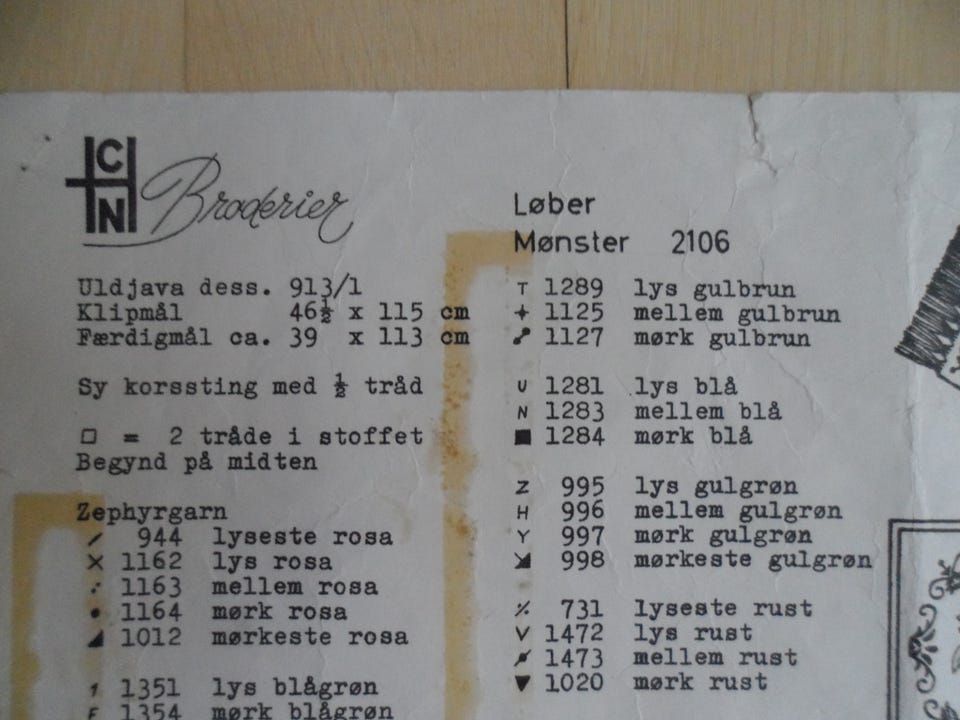 CHN Broderier
Uldjava dess. 913/1
Klipmål 46½ x 115 cm
Færdigmål ca. 39 x 113 cm
Sy korssting med ½ tråd
□ = 2 tråde i stoffet
Begynd på midten
Zephyrgarn
944 lyseste rosa
1162 lys rosa
1163 mellem rosa
1164 mørk rosa
1012 mørkeste rosa
1351 lys blågrøn
F 1354 mørk blågrøn
Løber
Mønster 2106
T 1289 lys gulbrun
+ 1125 mellem gulbrun
1127 mørk gulbrun
U 1281 lys blå
N 1283 mellem blå
■ 1284 mørk blå
Z 995 lys gulgrøn
H 996 mellem gulgrøn
Y 997 mørk gulgrøn
998 mørkeste gulgrøn
731 lyseste rust
V 1472 lys rust
1473 mellem rust
▼ 1020 mørk rust